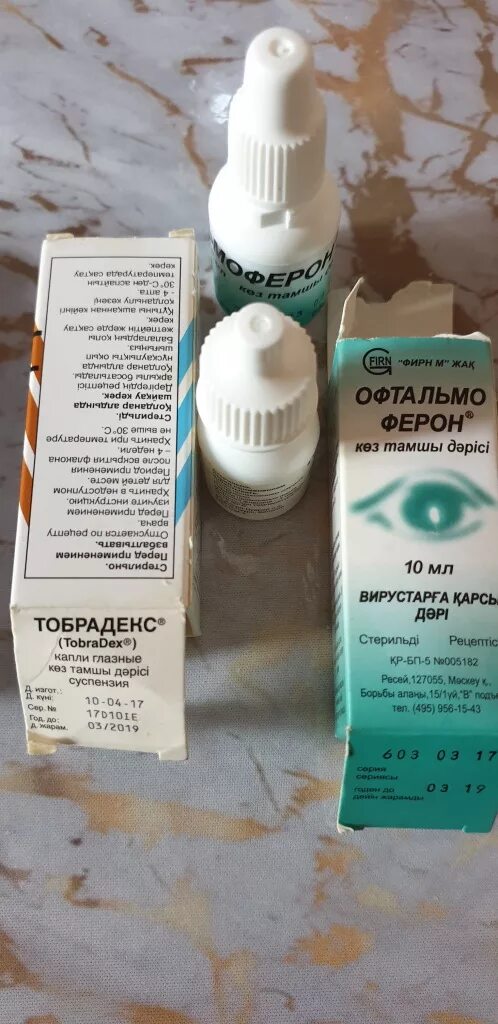 Стерильно.
Перед применением
взбалтывать.
Отпускается по рецепту
врача.
Перед применением
изучите инструкцию.
Хранить в недоступном
для детей месте.
Период применения
после вскрытия флакона
– 4 недели.
Хранить при температуре
не выше 30°C.
Стерильді.
Қолданар алдында
шайқау керек.
Дәрігердің рецепті
арқылы босатылады.
Қолданар алдында
нұсқаулықты оқып
шығыңыз.
Балалардың қолы
жетпейтін жерде сақтау
керек.
Құтыны ашқаннан кейінгі
қолданылу кезеңі
- 4 апта.
30°C-ден аспайтын
температурада сақтау
керек.
ТОБРАДЕКС®
(TobraDex®)
капли глазные
көз тамшы дәрісі
суспензия
Д. изгот.:
Д. күні: 10-04-17
Сер. № 17D10IE
Год. до:
Д. жарам. 03/2019
МОФЕРОН®
көз тамшы
FIRN "ФИРН М" ЖАҚ
ОФТАЛЬМО
ФЕРОН®
көз тамшы дәрісі
10 мл
ВИРУСТАРҒА ҚАРСЫ
ДӘРІ
Стерильді Рецептіс
ҚР-БП-5 №005182
Ресей,127055, Мәскеу қ.,
Борьбы алаңы,15/1үй,"В" подъ
тел. (495) 956-15-43
603 03 17
серия
сериясы
годен до 03 19
дейін жарамды